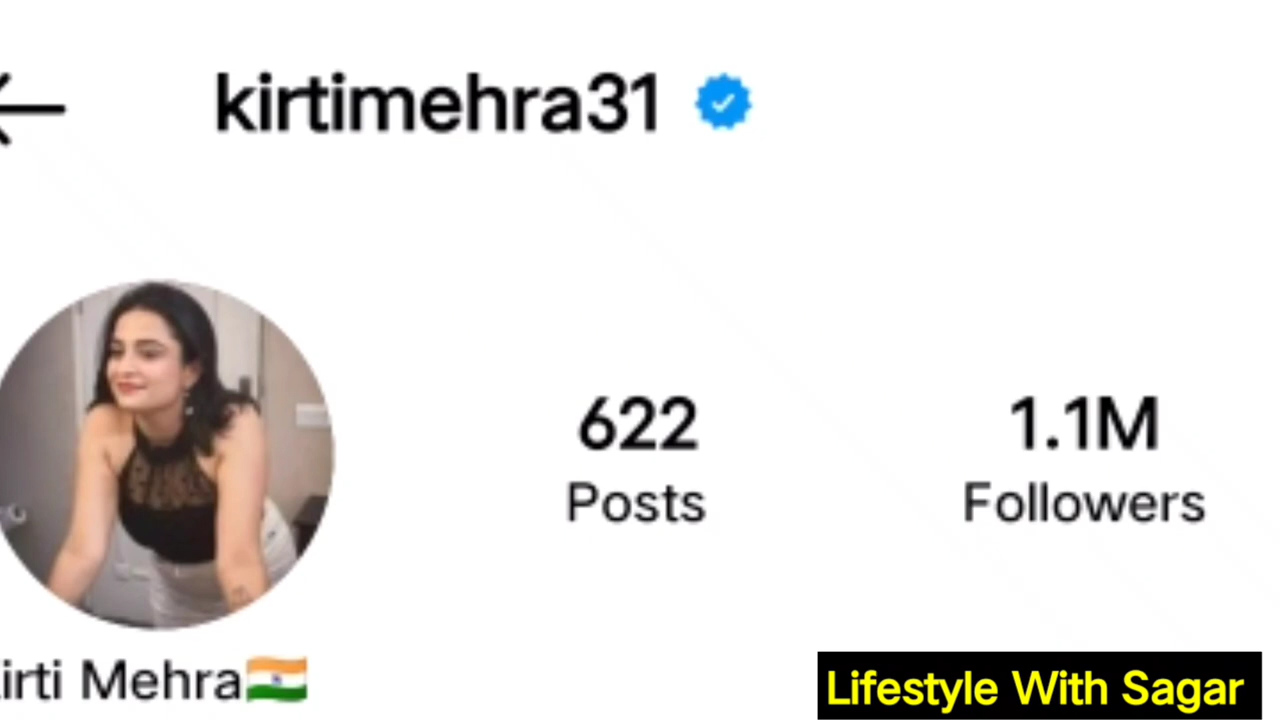 kirtimehra31
622
Posts
1.1M
Followers
irti Mehra🇮🇳
Lifestyle With Sagar